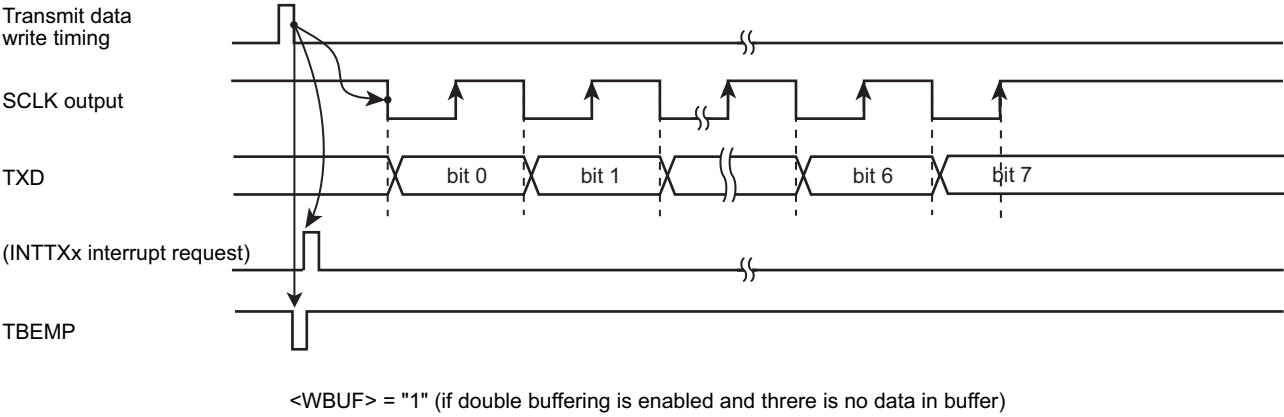 Transmit data
write timing
SCLK output
TXD
bit 0
bit 1
bit 6
bit 7
(INTTXx interrupt request)
TBEMP
<WBUF> = "1" (if double buffering is enabled and threre is no data in buffer)